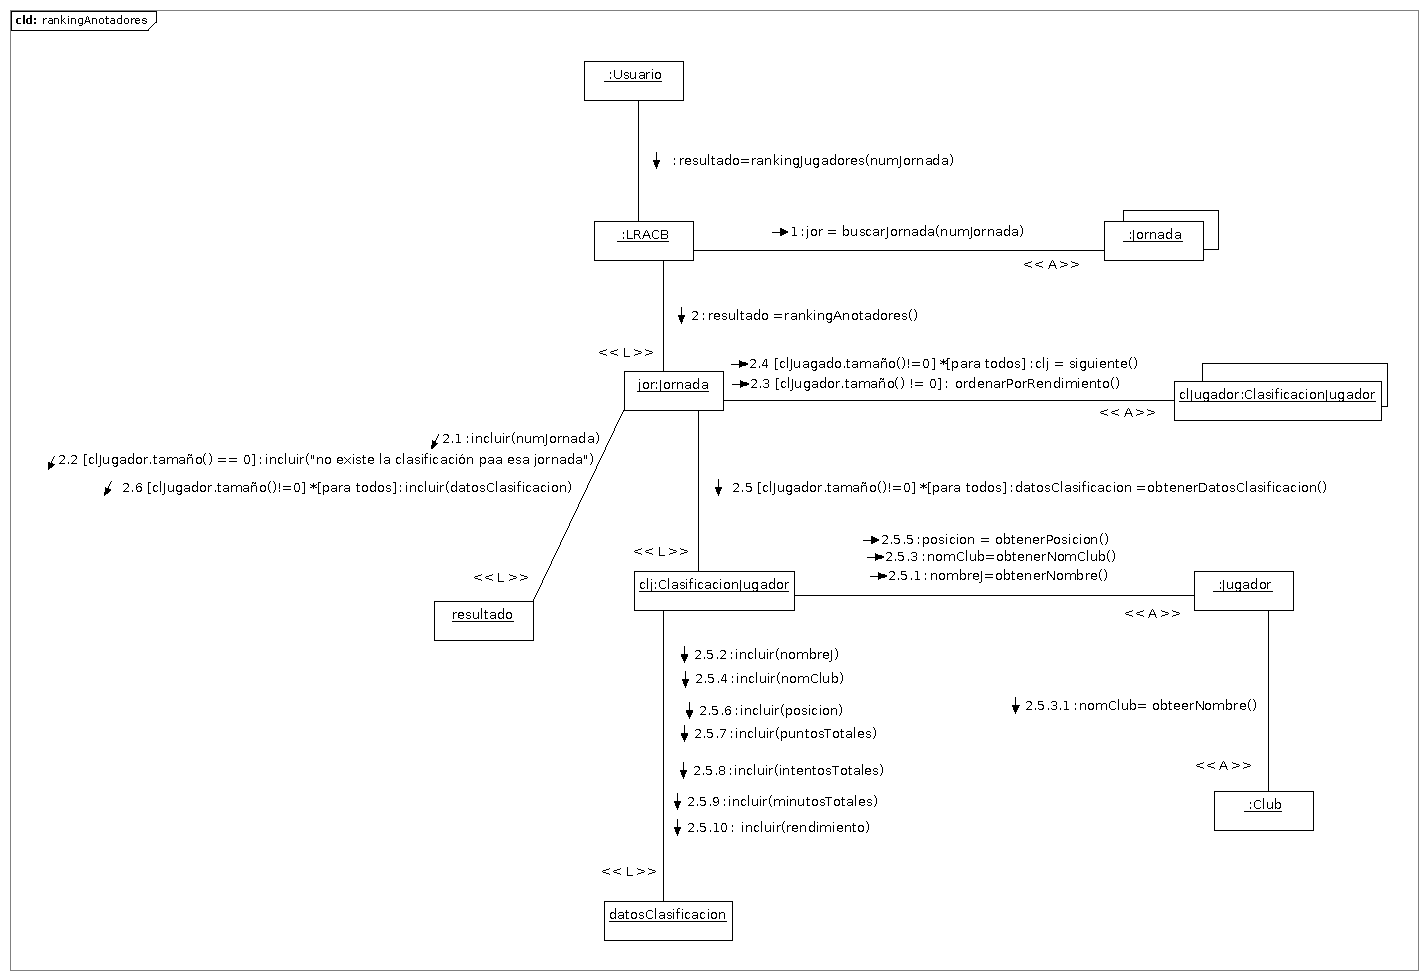 cld: rankingAnotadores
:Usuario
:resultado=rankingJugadores(numJornada)
:LRACB
1:jor = buscarJornada(numJornada)
:Jornada
<< A >>
2:resultado =rankingAnotadores()
<< L >>
2.4 [clJuagado.tamaño()!=0] *[para todos] :clj = siguiente()
jor:Jornada
2.3 [clJugador.tamaño() != 0] : ordenarPorRendimiento()
clJugador:ClasificacionJugador
<< A >>
2.1 :incluir(numJornada)
2.2 [clJugador.tamaño() == 0] :incluir("no existe la clasificación paa esa jornada")
2.6 [clJugador.tamaño()!=0] *[para todos]: incluir(datosClasificacion)
2.5 [clJugador.tamaño()!=0] *[para todos] :datosClasificacion =obtenerDatosClasificacion()
2.5.5 :posicion = obtenerPosicion()
<< L >>
2.5.3 :nomClub=obtenerNomClub()
<< L >>
2.5.1 : nombreJ=obtenerNombre()
clj:ClasificacionJugador
:Jugador
resultado
<< A >>
2.5.2 :incluir(nombreJ)
2.5.4 :incluir(nomClub)
2.5.6 :incluir(posicion)
2.5.3.1 :nomClub= obteerNombre()
2.5.7 :incluir(puntosTotales)
<< A >>
2.5.8 :incluir(intentosTotales)
2.5.9 :incluir(minutosTotales)
:Club
2.5.10 : incluir(rendimiento)
<< L >>
datosClasificacion